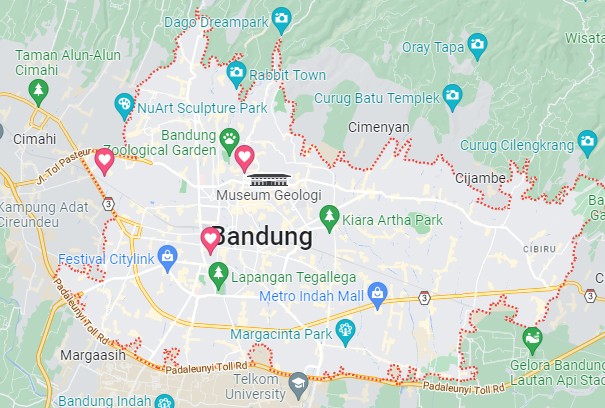 Dago Dreampark
Wisata
Oray Tapa
Taman Alun-Alun
Cimahi
Rabbit Town
NuArt Sculpture Park
Curug Batu Templek
Cimenyan
Bandung
Zoological Garden
Cimahi
Curug Cilengkrang
Jl. Tol Pasteur
Cijambe
Museum Geologi
Kampung Adat
Cireundeu
3
Ba
G
Kiara Artha Park
Bandung
CIBIRU
Festival Citylink
Lapangan Tegallega
Metro Indah Mall
3
Padaleunyi Toll Rd
Margacinta Park
Margaasih
Padaleunyi Toll Rd
Gelora Bandung
Lautan Api Stad
Telkom
University
Padaleunyi Toll Rd
Bandung Indah